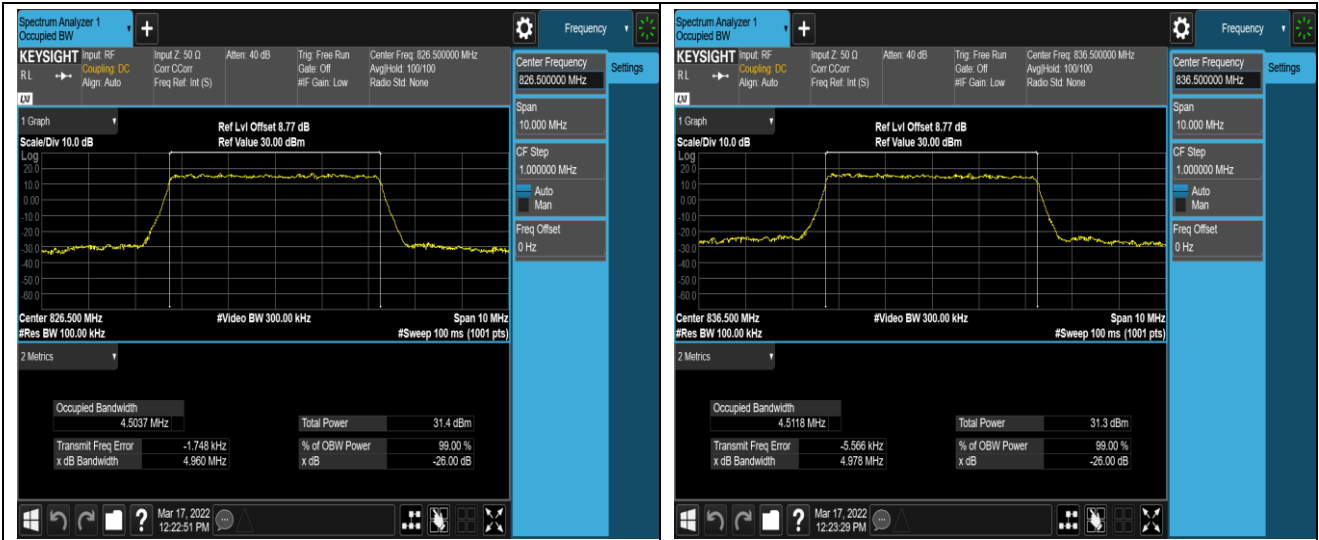 Spectrum Analyzer 1
Occupied BW
+
Frequency
KEYSIGHT
RL
LXI
Input: RF
Coupling: DC
Align: Auto
Input Z: 50 Ω
Corr CCorr
Freq Ref: Int (S)
Atten: 40 dB
Trig: Free Run
Gate: Off
#IF Gain: Low
Center Freq: 826.500000 MHz
Avg|Hold: 100/100
Radio Std: None
Center Frequency
826.500000 MHz
Settings
Span
10.000 MHz
CF Step
1.000000 MHz
Auto
Man
Freq Offset
0 Hz
1 Graph
Scale/Div 10.0 dB
Ref Lvl Offset 8.77 dB
Ref Value 30.00 dBm
Log
20.0
10.0
0.00
-10.0
-20.0
-30.0
-40.0
-50.0
-60.0
Center 826.500 MHz
#Video BW 300.00 kHz
Span 10 MHz
#Res BW 100.00 kHz
#Sweep 100 ms (1001 pts)
2 Metrics
Occupied Bandwidth
4.5037 MHz
Total Power 31.4 dBm
Transmit Freq Error -1.748 kHz
% of OBW Power 99.00 %
x dB Bandwidth 4.960 MHz
x dB -26.00 dB
?
Mar 17, 2022
12:22:51 PM
Spectrum Analyzer 1
Occupied BW
+
Frequency
KEYSIGHT
RL
LXI
Input: RF
Coupling: DC
Align: Auto
Input Z: 50 Ω
Corr CCorr
Freq Ref: Int (S)
Atten: 40 dB
Trig: Free Run
Gate: Off
#IF Gain: Low
Center Freq: 836.500000 MHz
Avg|Hold: 100/100
Radio Std: None
Center Frequency
836.500000 MHz
Settings
Span
10.000 MHz
CF Step
1.000000 MHz
Auto
Man
Freq Offset
0 Hz
1 Graph
Scale/Div 10.0 dB
Ref Lvl Offset 8.77 dB
Ref Value 30.00 dBm
Log
20.0
10.0
0.00
-10.0
-20.0
-30.0
-40.0
-50.0
-60.0
Center 836.500 MHz
#Video BW 300.00 kHz
Span 10 MHz
#Res BW 100.00 kHz
#Sweep 100 ms (1001 pts)
2 Metrics
Occupied Bandwidth
4.5118 MHz
Total Power 31.3 dBm
Transmit Freq Error -5.566 kHz
% of OBW Power 99.00 %
x dB Bandwidth 4.978 MHz
x dB -26.00 dB
?
Mar 17, 2022
12:23:29 PM